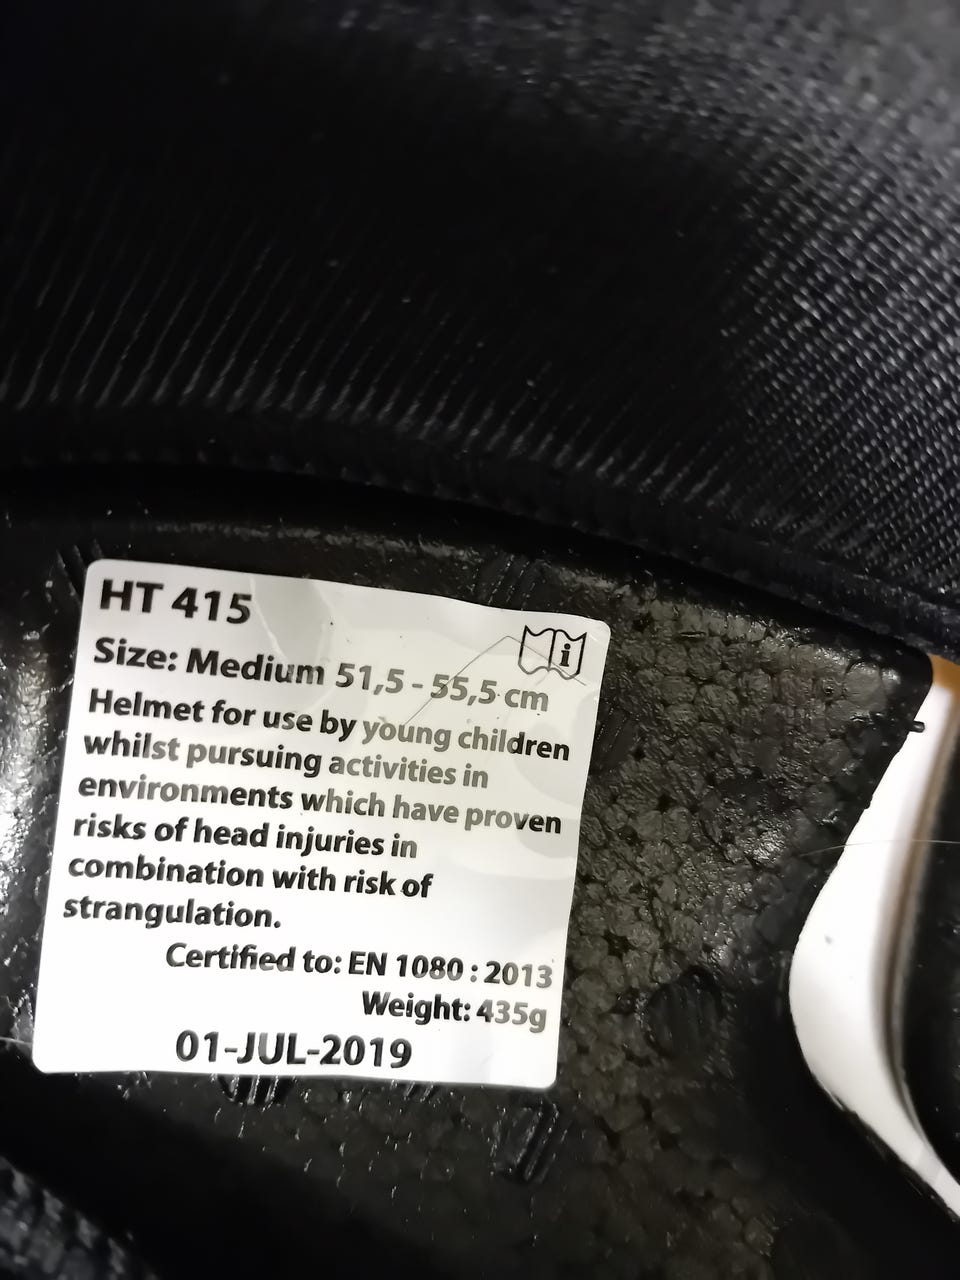 HT 415
i
Size: Medium 51,5 - 55,5 cm
Helmet for use by young children
whilst pursuing activities in
environments which have proven
risks of head injuries in
combination with risk of
strangulation.
Certified to: EN 1080 : 2013
Weight: 435g
01-JUL-2019